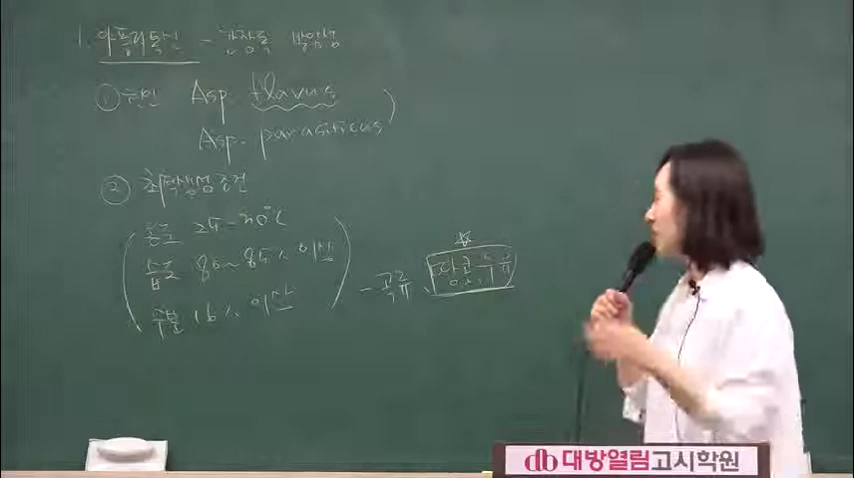 1. 아플라톡신 - 간장독 발암성
① 원인 Asp. flavus
Asp. parasiticus
② 최적생성조건
온도 25~30℃
습도 80~85% 이상
수분 16% 이상
- 곡류
db 대방열림고시학원